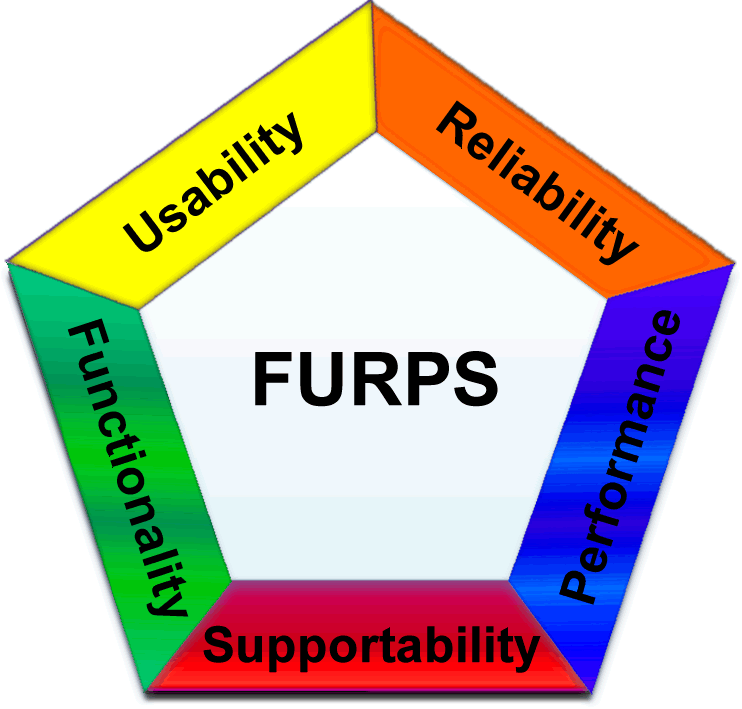 Usability
Reliability
Functionality
FURPS
Performance
Supportability